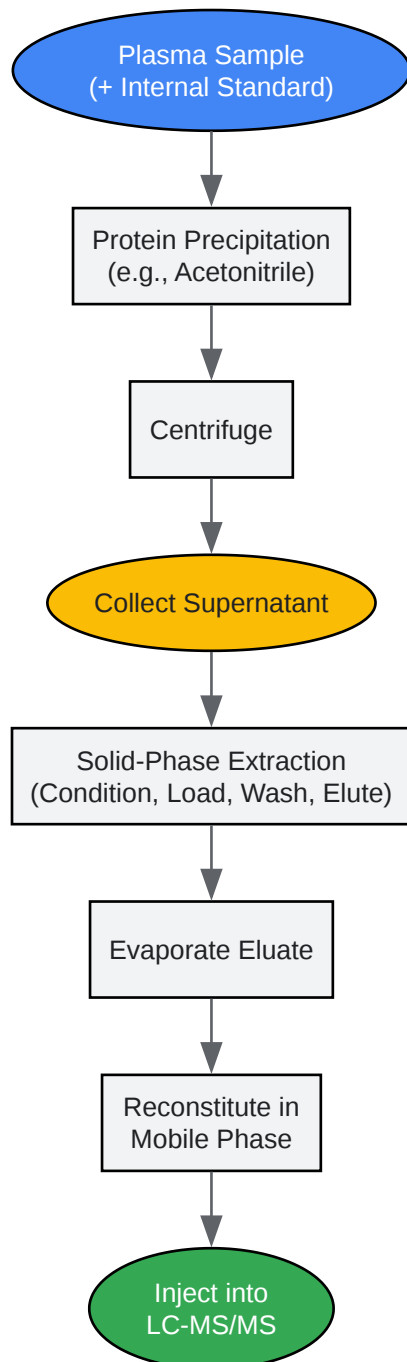 Plasma Sample
(+ Internal Standard)
Protein Precipitation
(e.g., Acetonitrile)
Centrifuge
Collect Supernatant
Solid-Phase Extraction
(Condition, Load, Wash, Elute)
Evaporate Eluate
Reconstitute in
Mobile Phase
Inject into
LC-MS/MS